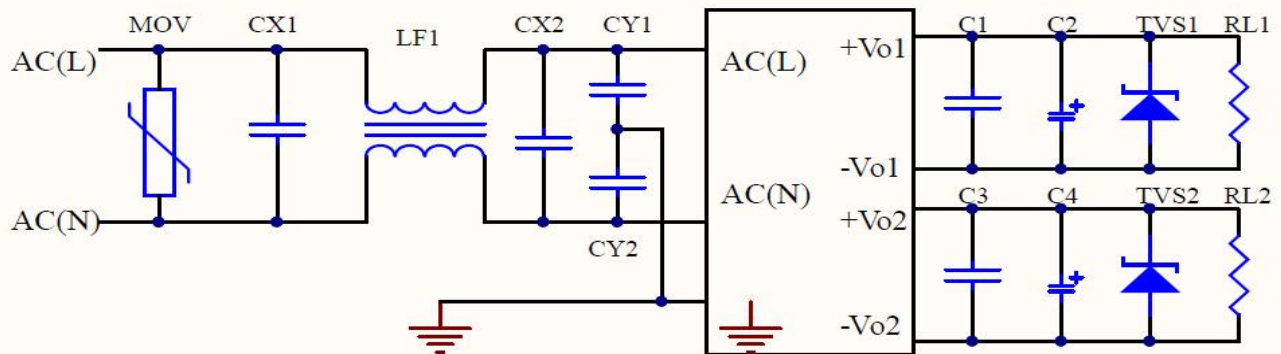 MOV CX1 LF1 CX2 CY1 C1 C2 TVS1 RL1
AC(L) AC(L) +Vo1
-Vo1
AC(N) AC(N) C3 C4 TVS2 RL2
+Vo2
CY2
-Vo2